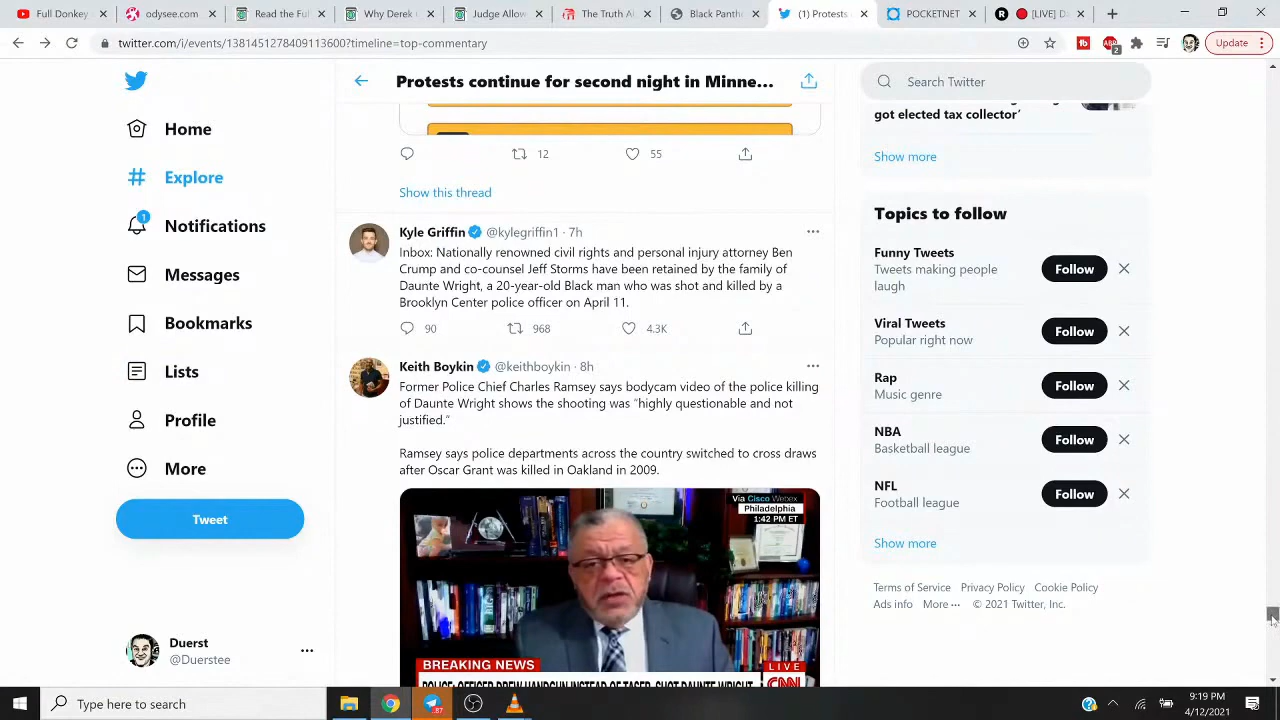 Full Donkey
odysee.com
Read the Full
Why Derek C
Judge Allow
The Truth A
Black Panth
(1) Protests
POCKETNET
[LIVE] D
twitter.com/i/events/1381451278409113600?timeline=top-commentary
2
Update
Home
Explore
1
Notifications
Messages
Bookmarks
Lists
Profile
More
Tweet
Duerst
@Duerstee
Protests continue for second night in Minne...
12
55
Show this thread
Kyle Griffin @kylegriffin1 · 7h
Inbox: Nationally renowned civil rights and personal injury attorney Ben
Crump and co-counsel Jeff Storms have been retained by the family of
Daunte Wright, a 20-year-old Black man who was shot and killed by a
Brooklyn Center police officer on April 11.
90
968
4.3K
Keith Boykin @keithboykin · 8h
Former Police Chief Charles Ramsey says bodycam video of the police killing
of Daunte Wright shows the shooting was “highly questionable and not
justified.”
Ramsey says police departments across the country switched to cross draws
after Oscar Grant was killed in Oakland in 2009.
Via Cisco Webex
Philadelphia
1:42 PM ET
BREAKING NEWS
LIVE
POLICE: OFFICER DREW HANDGUN INSTEAD OF TASER, SHOT DAUNTE WRIGHT
CNN
Search Twitter
got elected tax collector’
Show more
Topics to follow
Funny Tweets
Tweets making people
laugh
Follow
Viral Tweets
Popular right now
Follow
Rap
Music genre
Follow
NBA
Basketball league
Follow
NFL
Football league
Follow
Show more
Terms of Service Privacy Policy Cookie Policy
Ads info More ··· © 2021 Twitter, Inc.
Type here to search
87
9:19 PM
4/12/2021